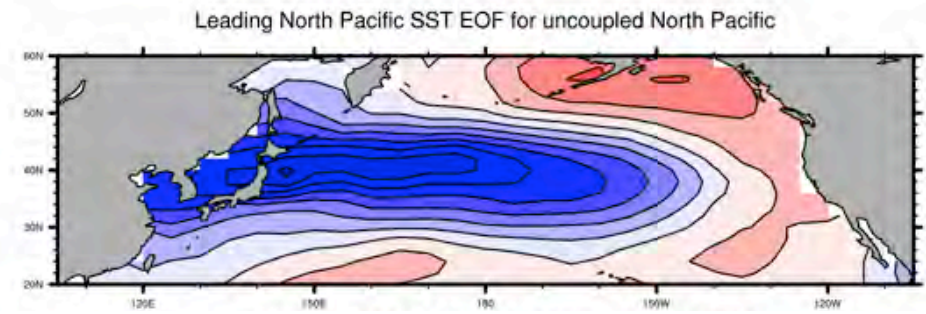 Leading North Pacific SST EOF for uncoupled North Pacific
60N
50N
40N
30N
20N
120E
150E
180
150W
120W